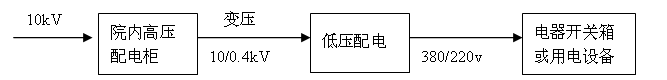 10kV
院内高压
配电柜
变压
10/0.4kV
低压配电
380/220v
电器开关箱
或用电设备